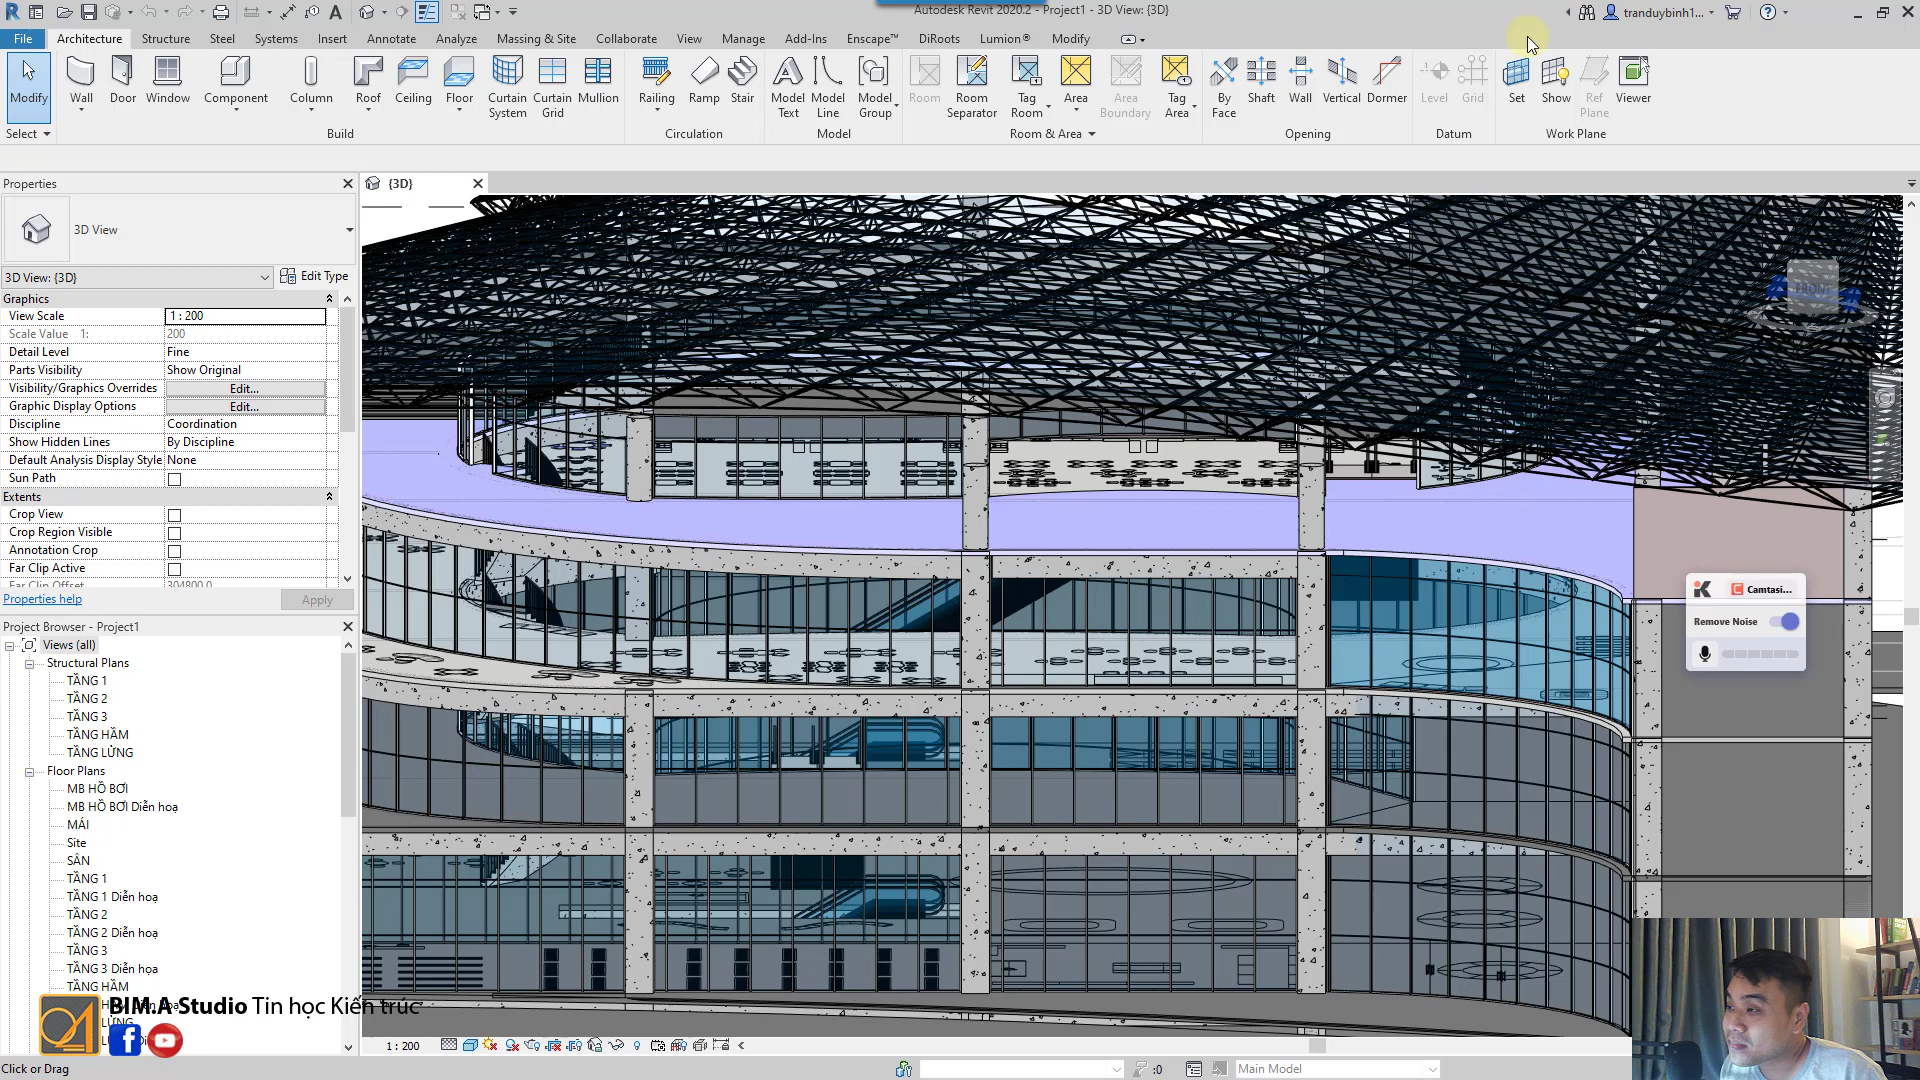 Autodesk Revit 2020.2 - Project1 - 3D View: {3D}
tranduybinh1...
File Architecture Structure Steel Systems Insert Annotate Analyze Massing & Site Collaborate View Manage Add-Ins Enscape™ DiRoots Lumion® Modify
Modify Wall Door Window Component Column Roof Ceiling Floor Curtain System Curtain Grid Mullion Railing Ramp Stair Model Text Model Line Model Group Room Room Separator Tag Room Area Area Boundary Tag Area By Face Shaft Wall Vertical Dormer Level Grid Set Show Ref Plane Viewer
Select Build Circulation Model Room & Area Opening Datum Work Plane
Properties
{3D}
3D View
3D View: {3D}
Edit Type
Graphics
View Scale 1 : 200
Scale Value 1: 200
Detail Level Fine
Parts Visibility Show Original
Visibility/Graphics Overrides Edit...
Graphic Display Options Edit...
Discipline Coordination
Show Hidden Lines By Discipline
Default Analysis Display Style None
Sun Path
Extents
Crop View
Crop Region Visible
Annotation Crop
Far Clip Active
Far Clip Offset 304800.0
Properties help
Apply
Project Browser - Project1
Views (all)
Structural Plans
TẦNG 1
TẦNG 2
TẦNG 3
TẦNG HẦM
TẦNG LỬNG
Floor Plans
MB HỒ BƠI
MB HỒ BƠI Diễn hoạ
MÁI
Site
SÂN
TẦNG 1
TẦNG 1 Diễn hoạ
TẦNG 2
TẦNG 2 Diễn hoạ
TẦNG 3
TẦNG 3 Diễn hoạ
TẦNG HẦM
BIM.A Studio Tin học Kiến trúc
FRONT
Camtasi...
Remove Noise
1 : 200
Click or Drag
:0
Main Model